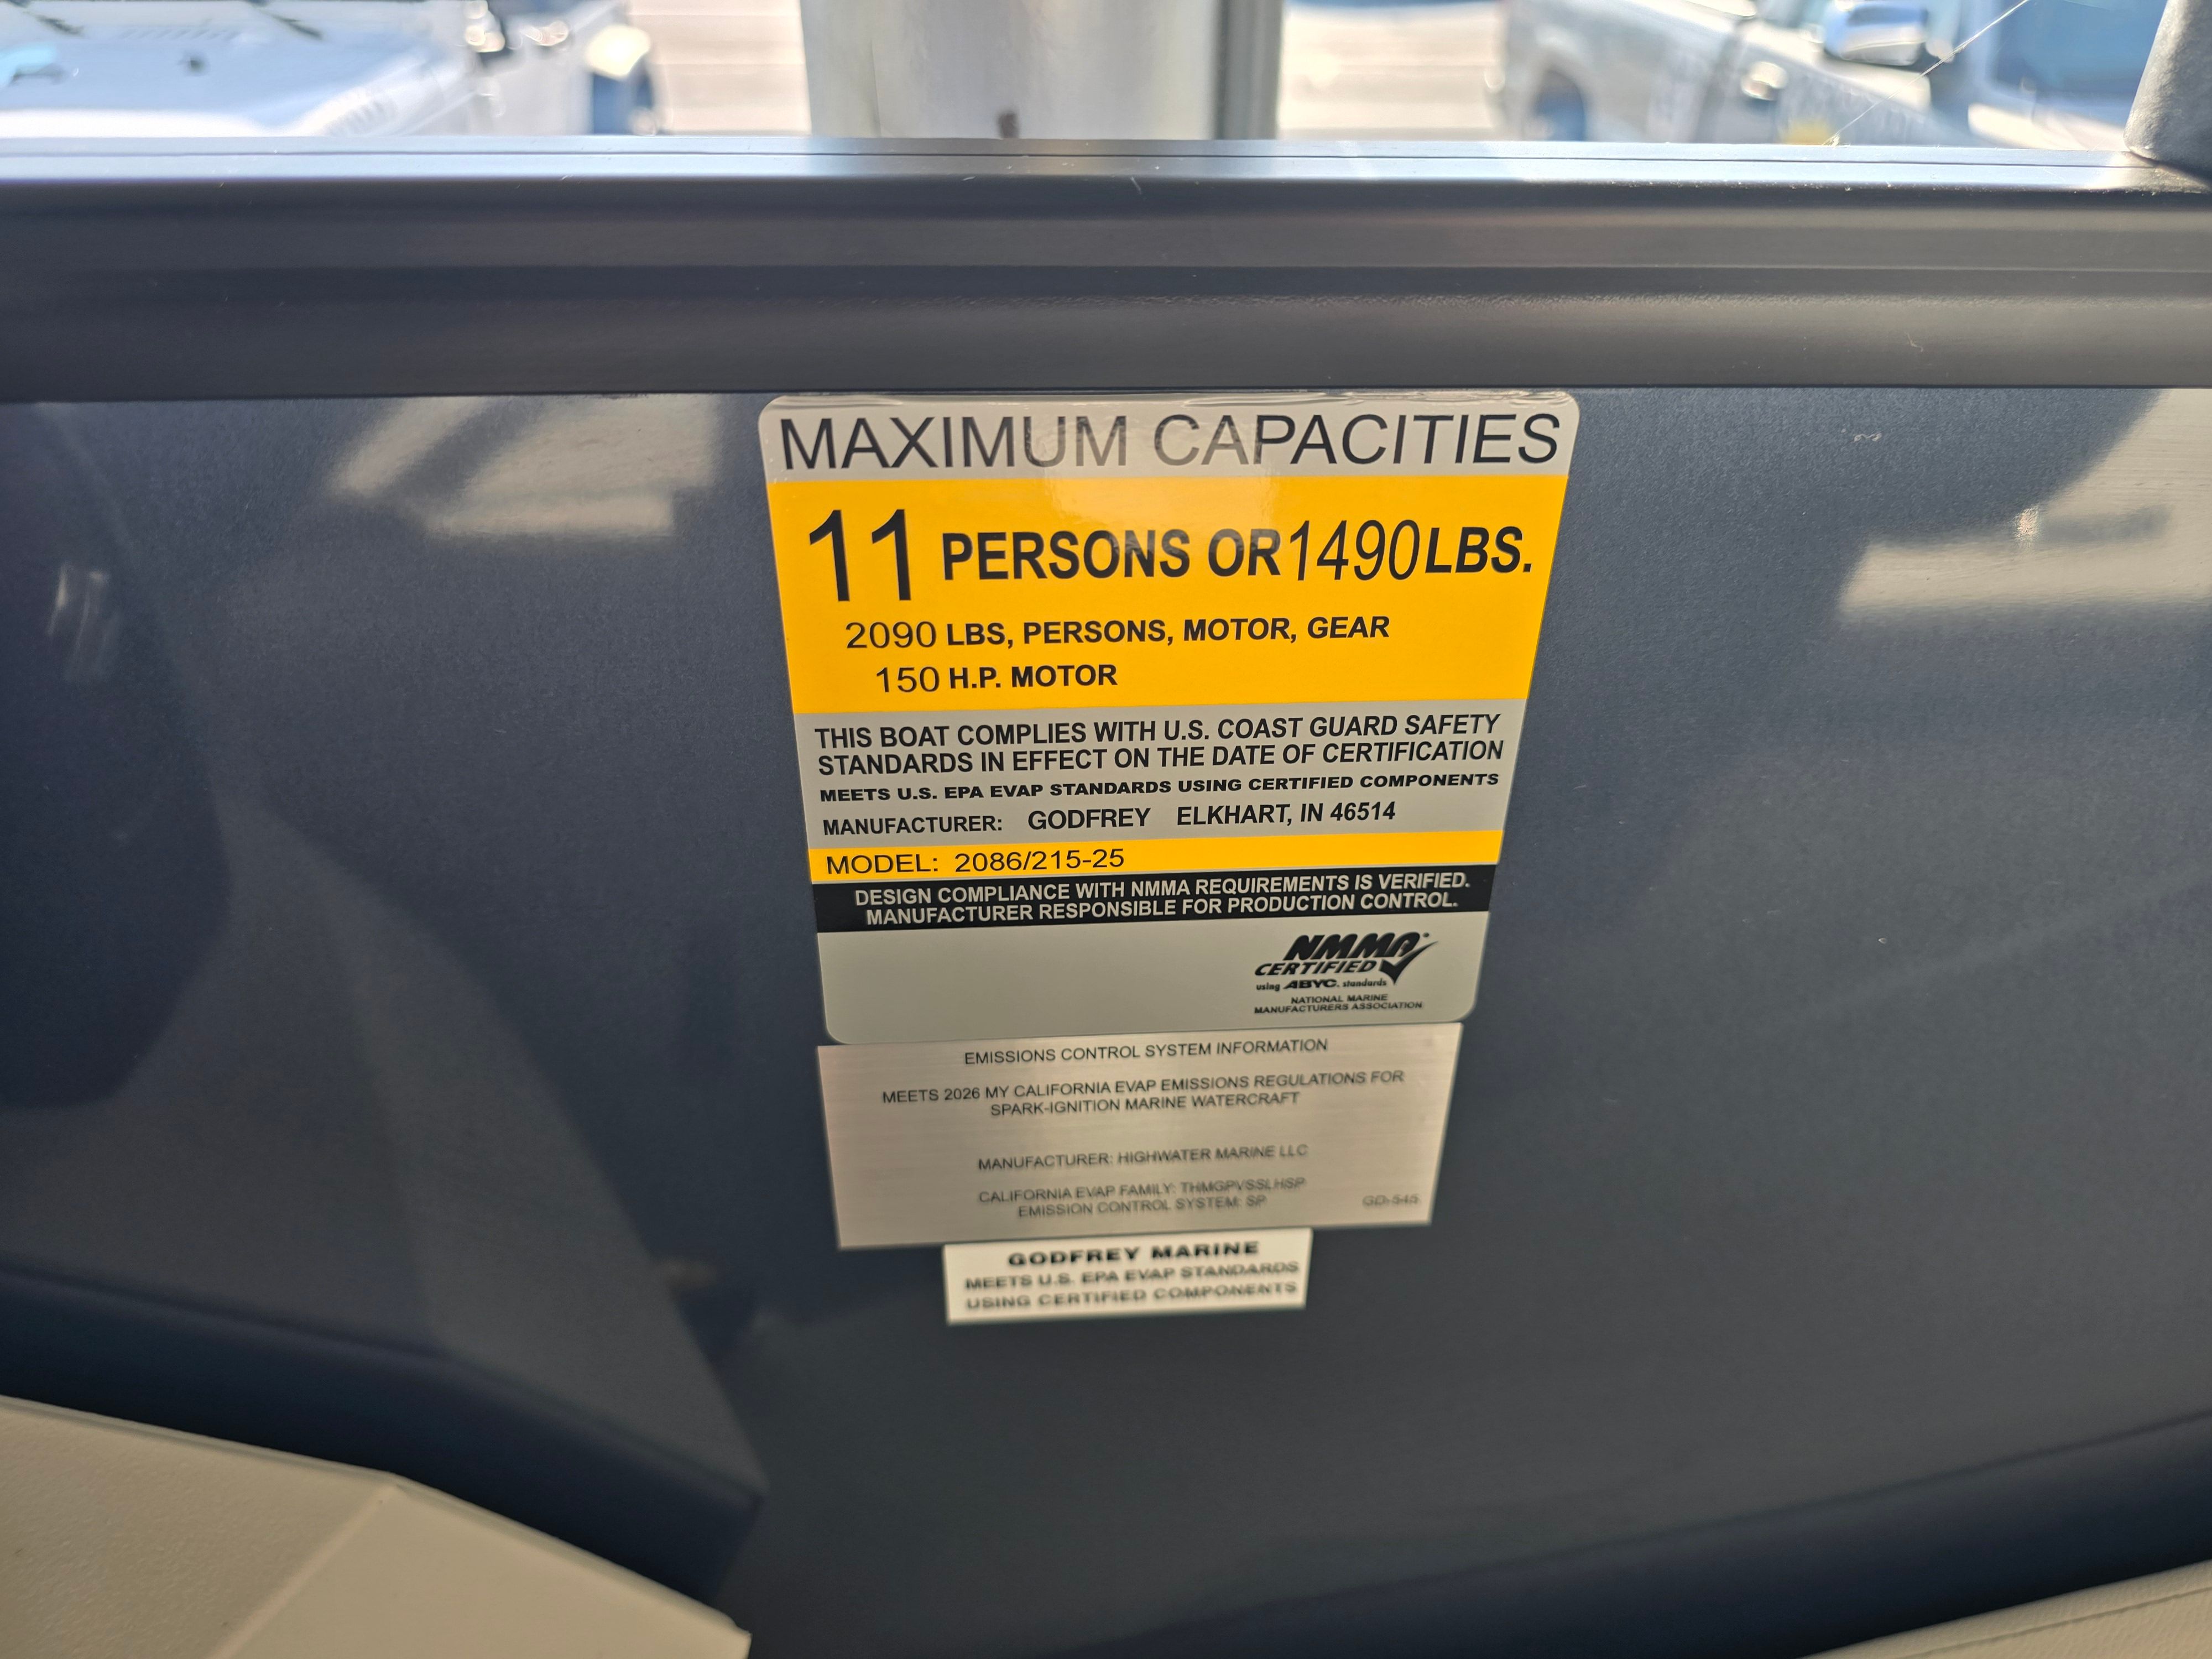 MAXIMUM CAPACITIES
11 PERSONS OR 1490 LBS.
2090 LBS, PERSONS, MOTOR, GEAR
150 H.P. MOTOR
THIS BOAT COMPLIES WITH U.S. COAST GUARD SAFETY
STANDARDS IN EFFECT ON THE DATE OF CERTIFICATION
MEETS U.S. EPA EVAP STANDARDS USING CERTIFIED COMPONENTS
MANUFACTURER: GODFREY ELKHART, IN 46514
MODEL: 2086/215-25
DESIGN COMPLIANCE WITH NMMA REQUIREMENTS IS VERIFIED.
MANUFACTURER RESPONSIBLE FOR PRODUCTION CONTROL.
NMMA
CERTIFIED
using ABYC. standards
NATIONAL MARINE
MANUFACTURERS ASSOCIATION
EMISSIONS CONTROL SYSTEM INFORMATION
MEETS 2026 MY CALIFORNIA EVAP EMISSIONS REGULATIONS FOR
SPARK-IGNITION MARINE WATERCRAFT
MANUFACTURER: HIGHWATER MARINE LLC
CALIFORNIA EVAP FAMILY: THMGPVSSLHSP
EMISSION CONTROL SYSTEM: SP
GD-545
GODFREY MARINE
MEETS U.S. EPA EVAP STANDARDS
USING CERTIFIED COMPONENTS